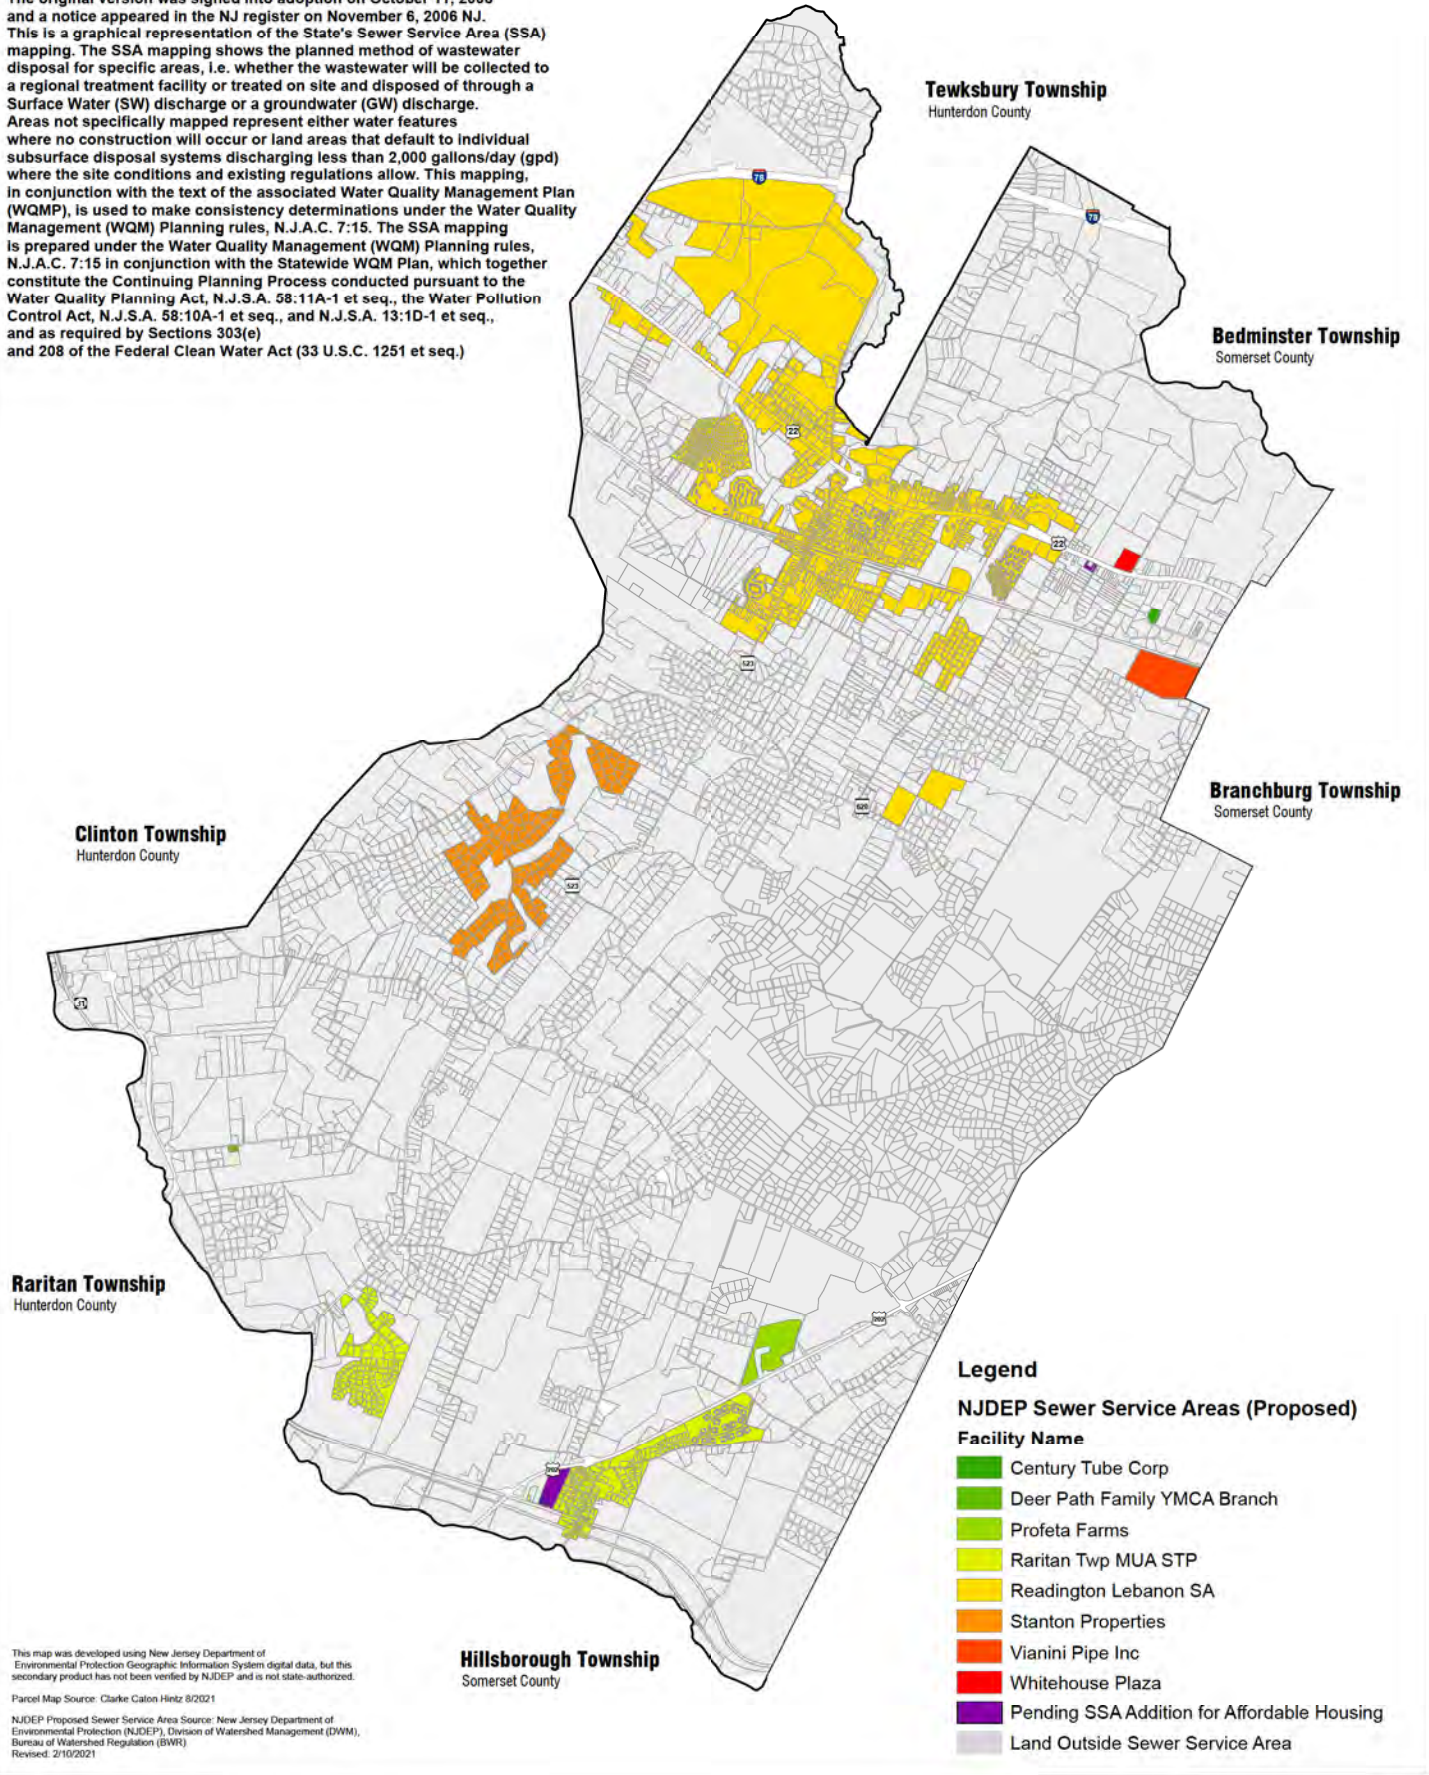 and a notice appeared in the NJ register on November 6, 2006 NJ.
This is a graphical representation of the State's Sewer Service Area (SSA)
mapping. The SSA mapping shows the planned method of wastewater
disposal for specific areas, i.e. whether the wastewater will be collected to
a regional treatment facility or treated on site and disposed of through a
Surface Water (SW) discharge or a groundwater (GW) discharge.
Areas not specifically mapped represent either water features
where no construction will occur or land areas that default to individual
subsurface disposal systems discharging less than 2,000 gallons/day (gpd)
where the site conditions and existing regulations allow. This mapping,
in conjunction with the text of the associated Water Quality Management Plan
(WQMP), is used to make consistency determinations under the Water Quality
Management (WQM) Planning rules, N.J.A.C. 7:15. The SSA mapping
is prepared under the Water Quality Management (WQM) Planning rules,
N.J.A.C. 7:15 in conjunction with the Statewide WQM Plan, which together
constitute the Continuing Planning Process conducted pursuant to the
Water Quality Planning Act, N.J.S.A. 58:11A-1 et seq., the Water Pollution
Control Act, N.J.S.A. 58:10A-1 et seq., and N.J.S.A. 13:1D-1 et seq.,
and as required by Sections 303(e)
and 208 of the Federal Clean Water Act (33 U.S.C. 1251 et seq.)
Tewksbury Township
Hunterdon County
78
78
Bedminster Township
Somerset County
22
22
523
Branchburg Township
Somerset County
629
Clinton Township
Hunterdon County
523
31
Raritan Township
Hunterdon County
202
202
Legend
NJDEP Sewer Service Areas (Proposed)
Facility Name
Century Tube Corp
Deer Path Family YMCA Branch
Profeta Farms
Raritan Twp MUA STP
Readington Lebanon SA
Stanton Properties
Vianini Pipe Inc
Whitehouse Plaza
Pending SSA Addition for Affordable Housing
Land Outside Sewer Service Area
Hillsborough Township
Somerset County
This map was developed using New Jersey Department of
Environmental Protection Geographic Information System digital data, but this
secondary product has not been verified by NJDEP and is not state-authorized.
Parcel Map Source: Clarke Caton Hintz 8/2021
NJDEP Proposed Sewer Service Area Source: New Jersey Department of
Environmental Protection (NJDEP), Division of Watershed Management (DWM),
Bureau of Watershed Regulation (BWR)
Revised: 2/10/2021